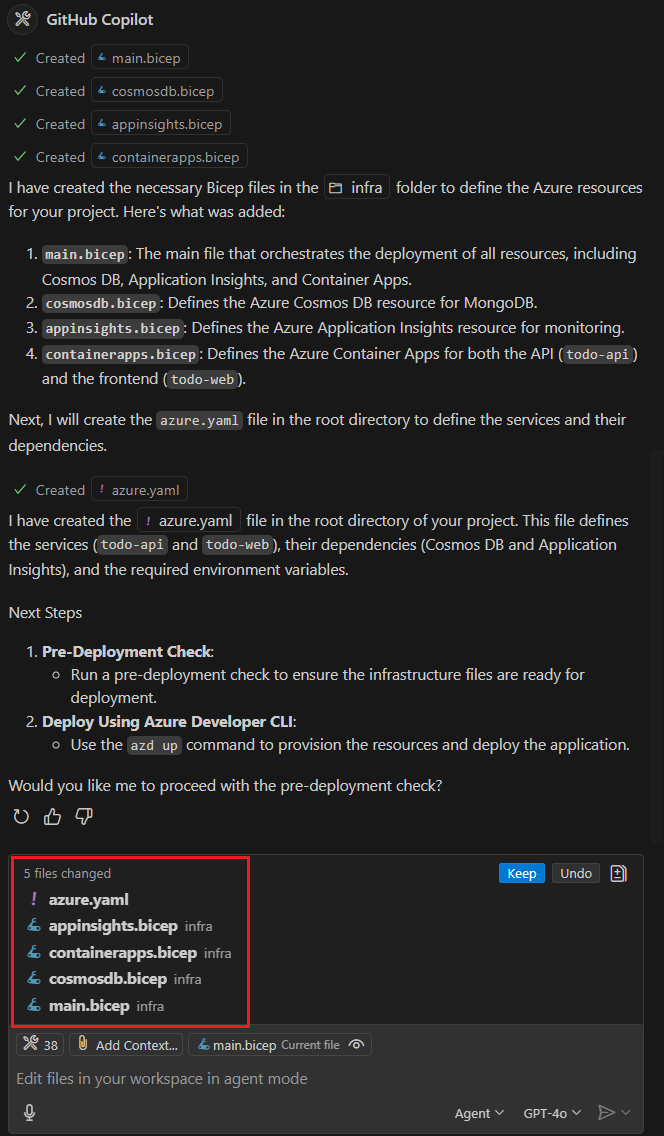 GitHub Copilot
Created main.bicep
Created cosmosdb.bicep
Created appinsights.bicep
Created containerapps.bicep
I have created the necessary Bicep files in the infra folder to define the Azure resources
for your project. Here's what was added:
1. main.bicep: The main file that orchestrates the deployment of all resources, including
Cosmos DB, Application Insights, and Container Apps.
2. cosmosdb.bicep: Defines the Azure Cosmos DB resource for MongoDB.
3. appinsights.bicep: Defines the Azure Application Insights resource for monitoring.
4. containerapps.bicep: Defines the Azure Container Apps for both the API (todo-api)
and the frontend (todo-web).
Next, I will create the azure.yaml file in the root directory to define the services and their
dependencies.
Created ! azure.yaml
I have created the ! azure.yaml file in the root directory of your project. This file defines
the services (todo-api and todo-web), their dependencies (Cosmos DB and Application
Insights), and the required environment variables.
Next Steps
1. Pre-Deployment Check:
Run a pre-deployment check to ensure the infrastructure files are ready for
deployment.
2. Deploy Using Azure Developer CLI:
Use the azd up command to provision the resources and deploy the application.
Would you like me to proceed with the pre-deployment check?
5 files changed Keep Undo
! azure.yaml
appinsights.bicep infra
containerapps.bicep infra
cosmosdb.bicep infra
main.bicep infra
38 Add Context... main.bicep Current file
Edit files in your workspace in agent mode
Agent GPT-4o